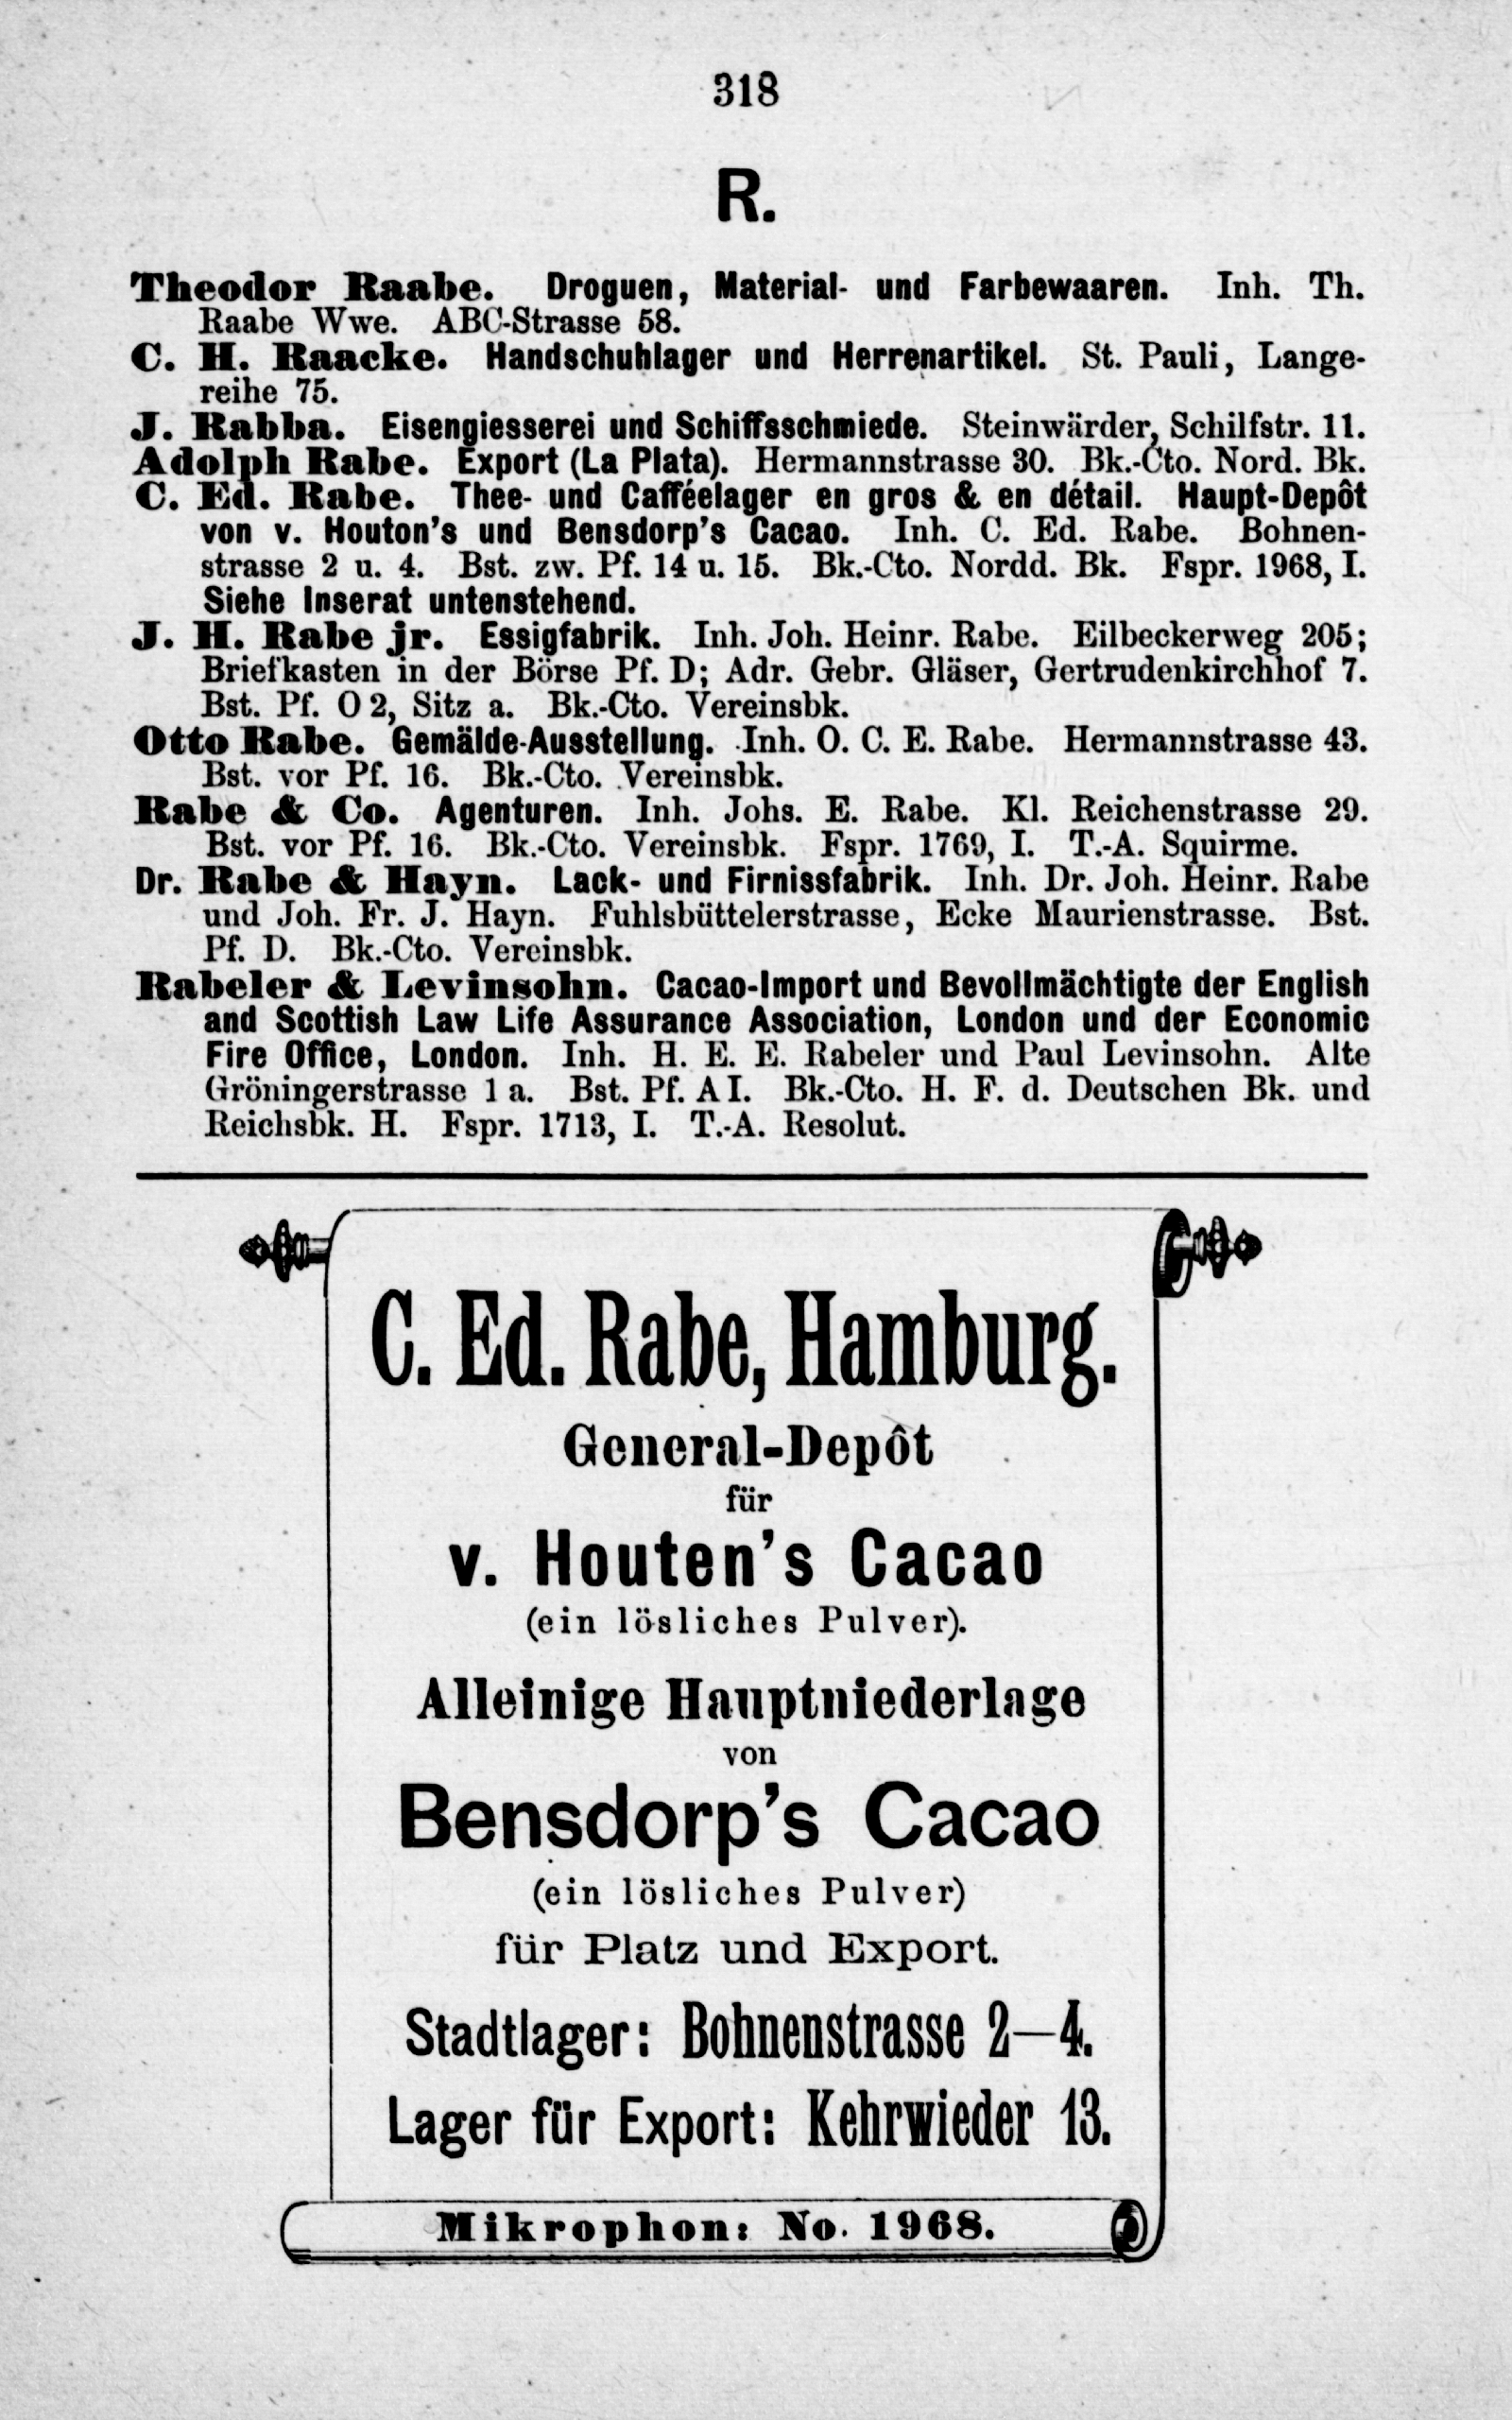 318
R.
Theodor Raabe. Droguen, Material- und Farbewaaren. Inh. Th.
Raabe Wwe. ABC-Strasse 58.
C. H. Raacke. Handschuhlager und Herrenartikel. St. Pauli, Lange-
reihe 75.
J. Rabba. Eisengiesserei und Schiffsschmiede. Steinwärder, Schilfstr. 11.
Adolph Rabe. Export (La Plata). Hermannstrasse 30. Bk.-Cto. Nord. Bk.
C. Ed. Rabe. Thee- und Cafféelager en gros & en détail. Haupt-Depôt
von v. Houton's und Bensdorp's Cacao. Inh. C. Ed. Rabe. Bohnen-
strasse 2 u. 4. Bst. zw. Pf. 14 u. 15. Bk.-Cto. Nordd. Bk. Fspr. 1968, I.
Siehe Inserat untenstehend.
J. H. Rabe jr. Essigfabrik. Inh. Joh. Heinr. Rabe. Eilbeckerweg 205;
Briefkasten in der Börse Pf. D; Adr. Gebr. Gläser, Gertrudenkirchhof 7.
Bst. Pf. O 2, Sitz a. Bk.-Cto. Vereinsbk.
Otto Rabe. Gemälde-Ausstellung. Inh. O. C. E. Rabe. Hermannstrasse 43.
Bst. vor Pf. 16. Bk.-Cto. Vereinsbk.
Rabe & Co. Agenturen. Inh. Johs. E. Rabe. Kl. Reichenstrasse 29.
Bst. vor Pf. 16. Bk.-Cto. Vereinsbk. Fspr. 1769, I. T.-A. Squirme.
Dr. Rabe & Hayn. Lack- und Firnissfabrik. Inh. Dr. Joh. Heinr. Rabe
und Joh. Fr. J. Hayn. Fuhlsbüttelerstrasse, Ecke Maurienstrasse. Bst.
Pf. D. Bk.-Cto. Vereinsbk.
Rabeler & Levinsohn. Cacao-Import und Bevollmächtigte der English
and Scottish Law Life Assurance Association, London und der Economic
Fire Office, London. Inh. H. E. E. Rabeler und Paul Levinsohn. Alte
Gröningerstrasse 1 a. Bst. Pf. A I. Bk.-Cto. H. F. d. Deutschen Bk. und
Reichsbk. H. Fspr. 1713, I. T.-A. Resolut.
C. Ed. Rabe, Hamburg.
General-Depôt
für
v. Houten's Cacao
(ein lösliches Pulver).
Alleinige Hauptniederlage
von
Bensdorp's Cacao
(ein lösliches Pulver)
für Platz und Export.
Stadtlager: Bohnenstrasse 2—4.
Lager für Export: Kehrwieder 13.
Mikrophon: No. 1968.